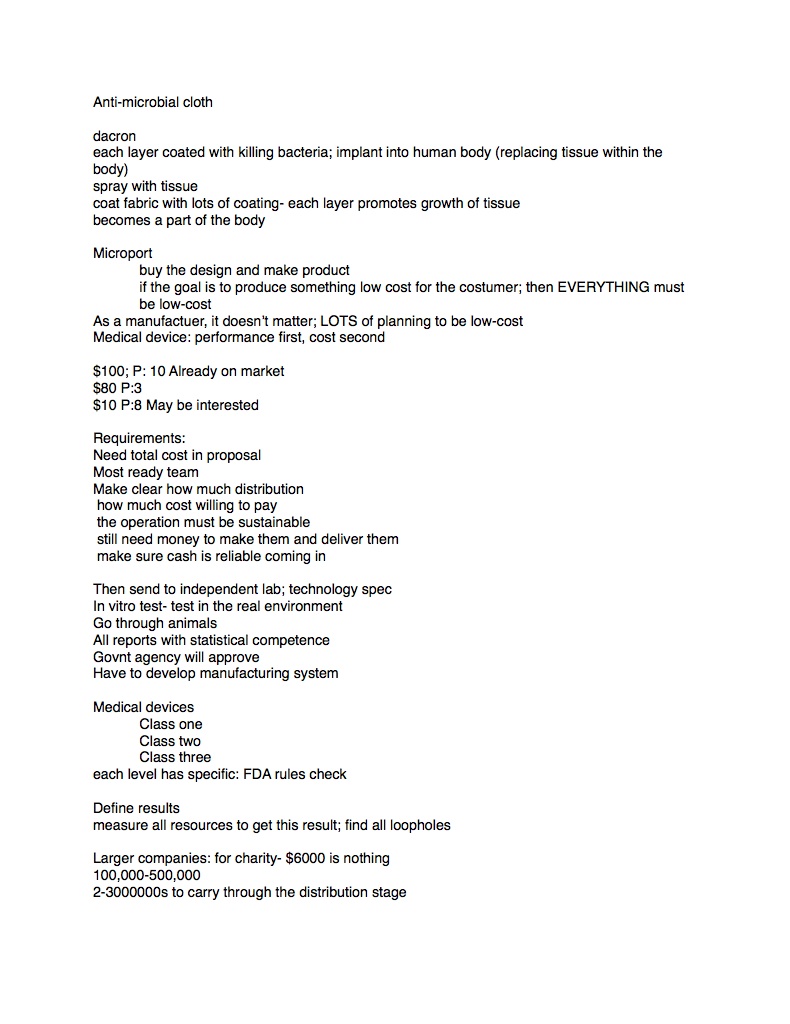 Anti-microbial cloth
dacron
each layer coated with killing bacteria; implant into human body (replacing tissue within the
body)
spray with tissue
coat fabric with lots of coating- each layer promotes growth of tissue
becomes a part of the body
Microport
buy the design and make product
if the goal is to produce something low cost for the costumer; then EVERYTHING must
be low-cost
As a manufactuer, it doesn't matter; LOTS of planning to be low-cost
Medical device: performance first, cost second
$100; P: 10 Already on market
$80 P:3
$10 P:8 May be interested
Requirements:
Need total cost in proposal
Most ready team
Make clear how much distribution
how much cost willing to pay
the operation must be sustainable
still need money to make them and deliver them
make sure cash is reliable coming in
Then send to independent lab; technology spec
In vitro test- test in the real environment
Go through animals
All reports with statistical competence
Govnt agency will approve
Have to develop manufacturing system
Medical devices
Class one
Class two
Class three
each level has specific: FDA rules check
Define results
measure all resources to get this result; find all loopholes
Larger companies: for charity- $6000 is nothing
100,000-500,000
2-3000000s to carry through the distribution stage